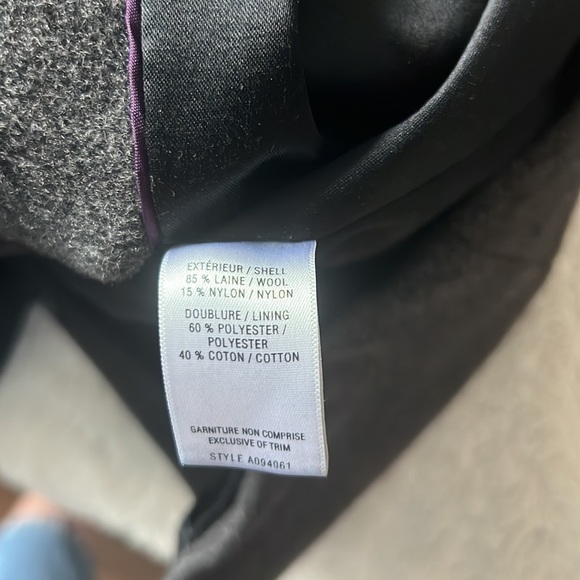 EXTÉRIEUR / SHELL
85 % LAINE / WOOL
15 % NYLON / NYLON
DOUBLURE / LINING
60 % POLYESTER /
POLYESTER
40 % COTON / COTTON
GARNITURE NON COMPRISE
EXCLUSIVE OF TRIM
STYLE A094061